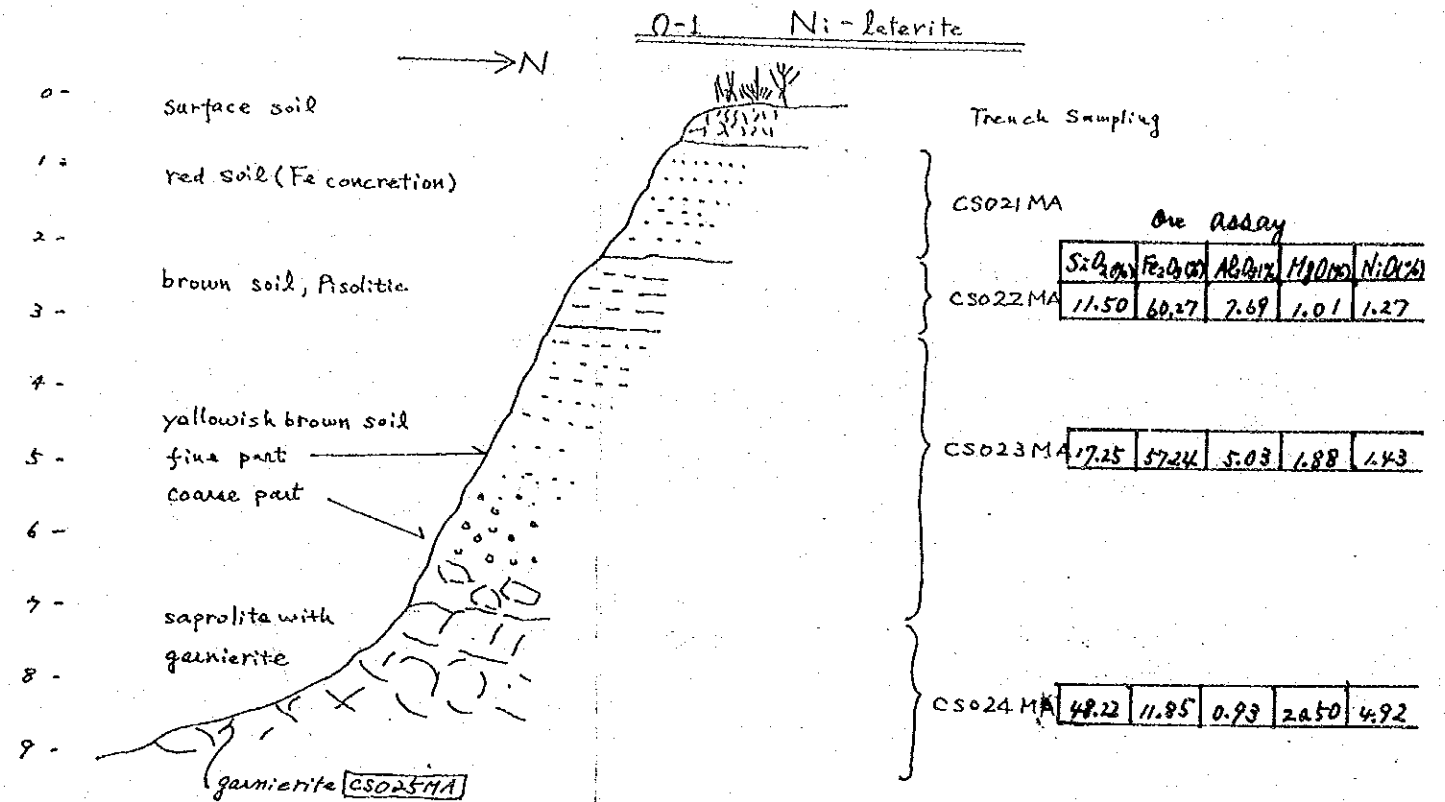 O-1 Ni-laterite
N
0 -
surface soil
Trench Sampling
1 -
red soil (Fe concretion)
CS021MA
ore assay
2 -
SiO2(%) Fe2O3(%) Al2O3(%) MgO(%) NiO(%)
brown soil, Pisolitic
CS022MA 11.50 60.27 7.69 1.01 1.27
3 -
4 -
yallowish brown soil
5 -
fine part
CS023MA 17.25 57.24 5.03 1.88 1.43
coarse part
6 -
7 -
saprolite with
garnierite
8 -
CS024MA 48.22 11.85 0.93 20.50 4.92
9 -
garnierite CS025MA